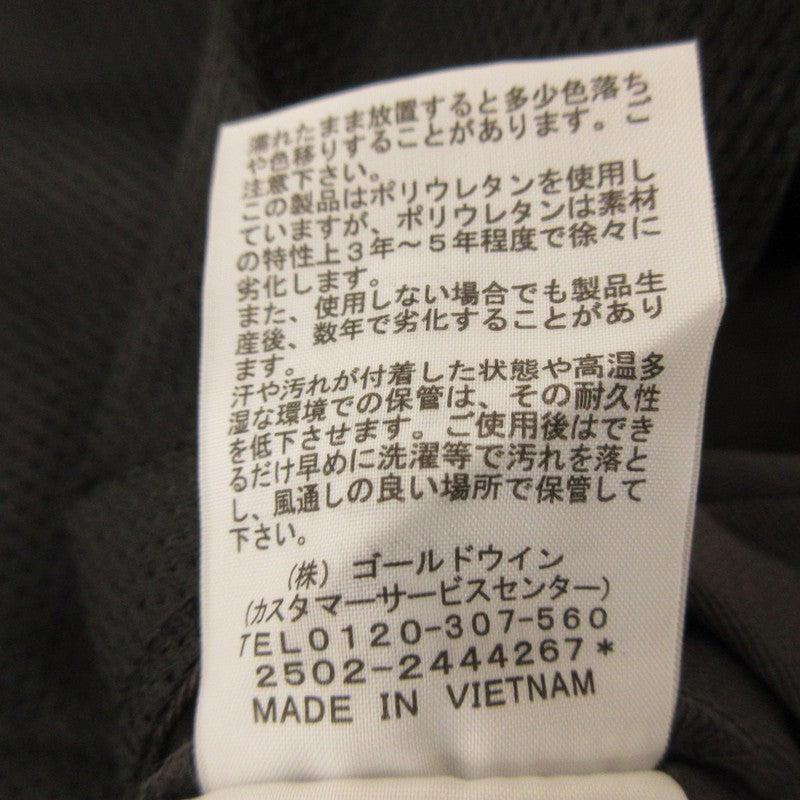 濡れたまま放置すると多少色落ち
や色移りすることがあります。ご
注意下さい。
この製品はポリウレタンを使用し
ていますが、ポリウレタンは素材
の特性上3年〜5年程度で徐々に
劣化します。
また、使用しない場合でも製品生
産後、数年で劣化することがあり
ます。
汗や汚れが付着した状態や高温多
湿な環境での保管は、その耐久性
を低下させます。ご使用後はでき
るだけ早めに洗濯等で汚れを落と
し、風通しの良い場所で保管して
下さい。
(株) ゴールドウイン
(カスタマーサービスセンター)
TEL0120-307-560
2502-2444267*
MADE IN VIETNAM